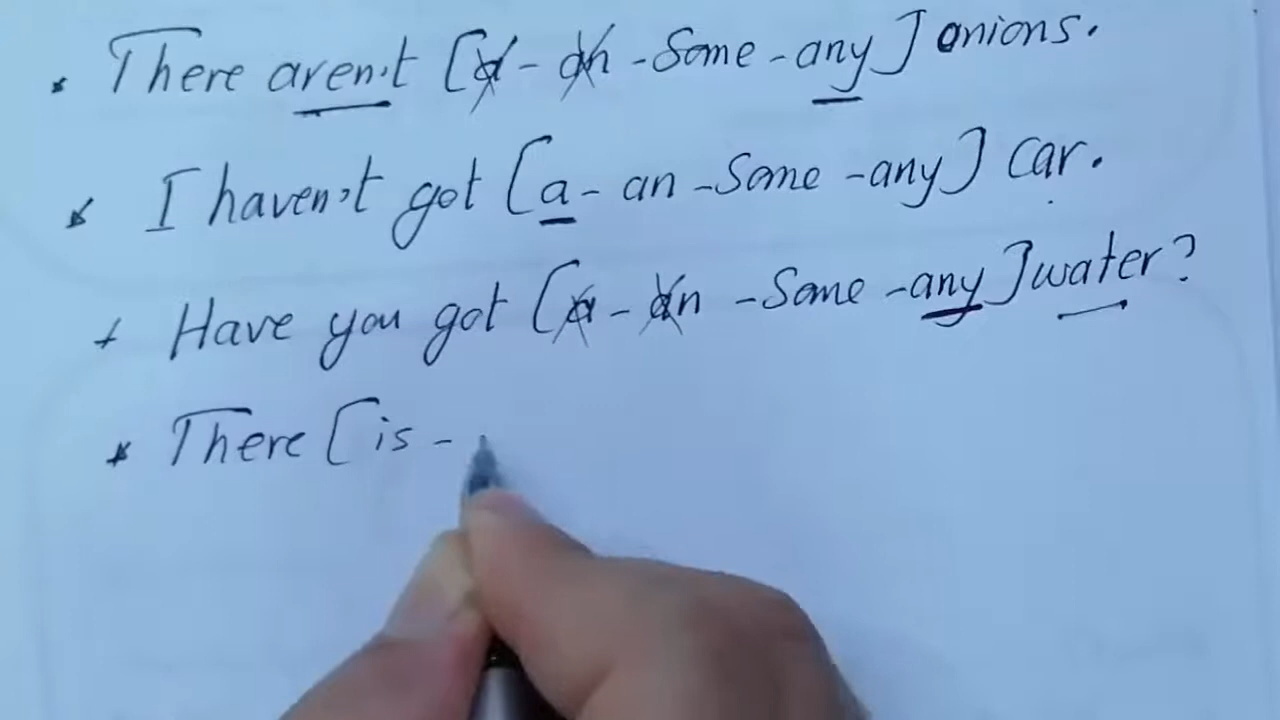 There aren't [a - an - Some - any] onions.
I haven't got [a - an - Some - any] Car.
Have you got [a - an - Some - any] water?
There [is -